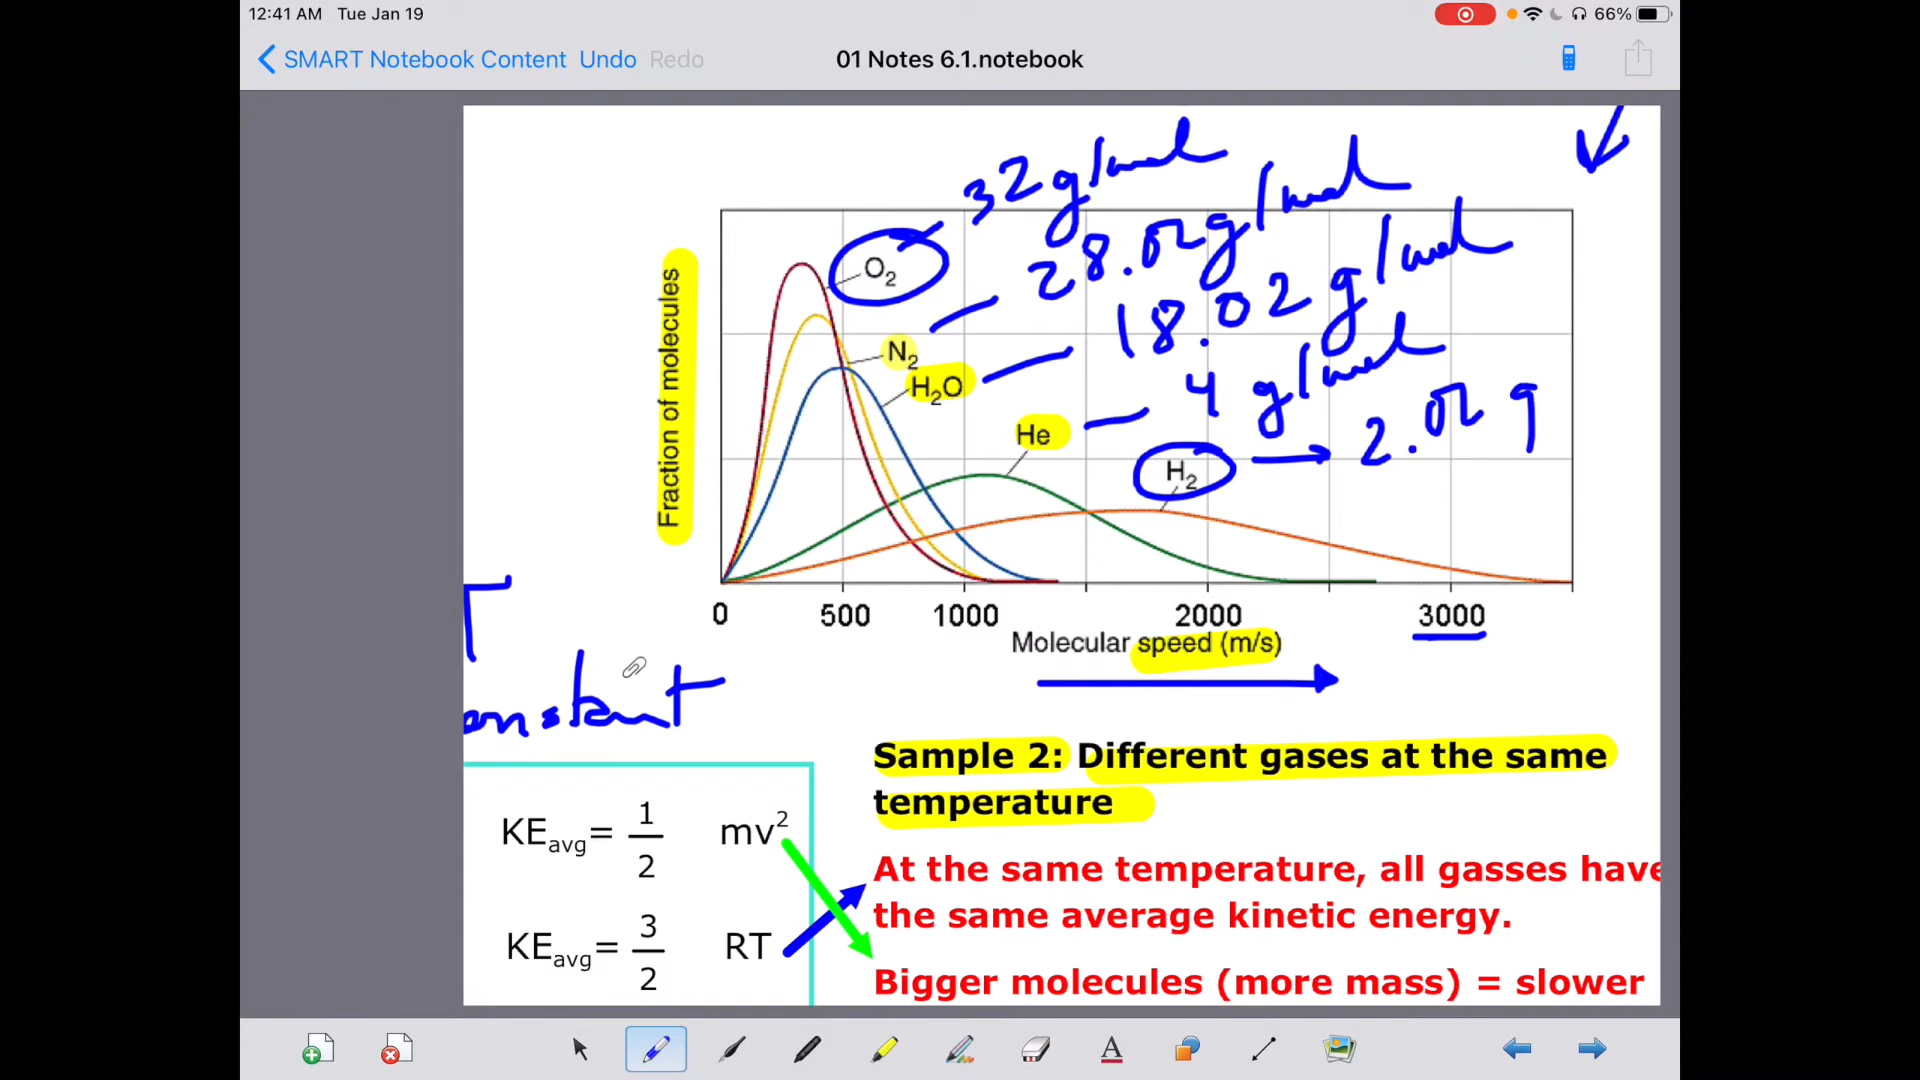 12:41 AM Tue Jan 19
66%
SMART Notebook Content Undo Redo
01 Notes 6.1.notebook
32 g/mol
28.02 g/mol
18.02 g/mol
4 g/mol
2.02 g
O2
N2
H2O
He
H2
Fraction of molecules
0 500 1000 2000 3000
Molecular speed (m/s)
T
onstant
Sample 2: Different gases at the same
temperature
KEavg= 1/2 mv2
KEavg= 3/2 RT
At the same temperature, all gasses have
the same average kinetic energy.
Bigger molecules (more mass) = slower
A